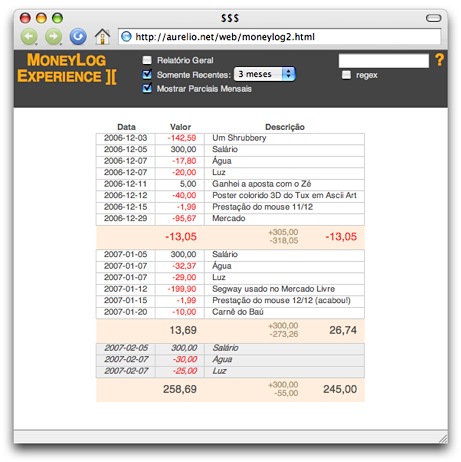 $$$
http://aurelio.net/web/moneylog2.html
MoneyLog
Experience ][
Relatório Geral
Somente Recentes: 3 meses
Mostrar Parciais Mensais
?
regex
Data Valor Descrição
2006-12-03 -142,59 Um Shrubbery
2006-12-05 300,00 Salário
2006-12-07 -17,80 Água
2006-12-07 -20,00 Luz
2006-12-11 5,00 Ganhei a aposta com o Zé
2006-12-12 -40,00 Poster colorido 3D do Tux em Ascii Art
2006-12-15 -1,99 Prestação do mouse 11/12
2006-12-29 -95,67 Mercado
-13,05 +305,00 -13,05
-318,05
2007-01-05 300,00 Salário
2007-01-07 -32,37 Água
2007-01-07 -29,00 Luz
2007-01-12 -199,90 Segway usado no Mercado Livre
2007-01-15 -1,99 Prestação do mouse 12/12 (acabou!)
2007-01-20 -10,00 Carnê do Baú
13,69 +300,00 26,74
-273,26
2007-02-05 300,00 Salário
2007-02-07 -30,00 Água
2007-02-07 -25,00 Luz
258,69 +300,00 245,00
-55,00